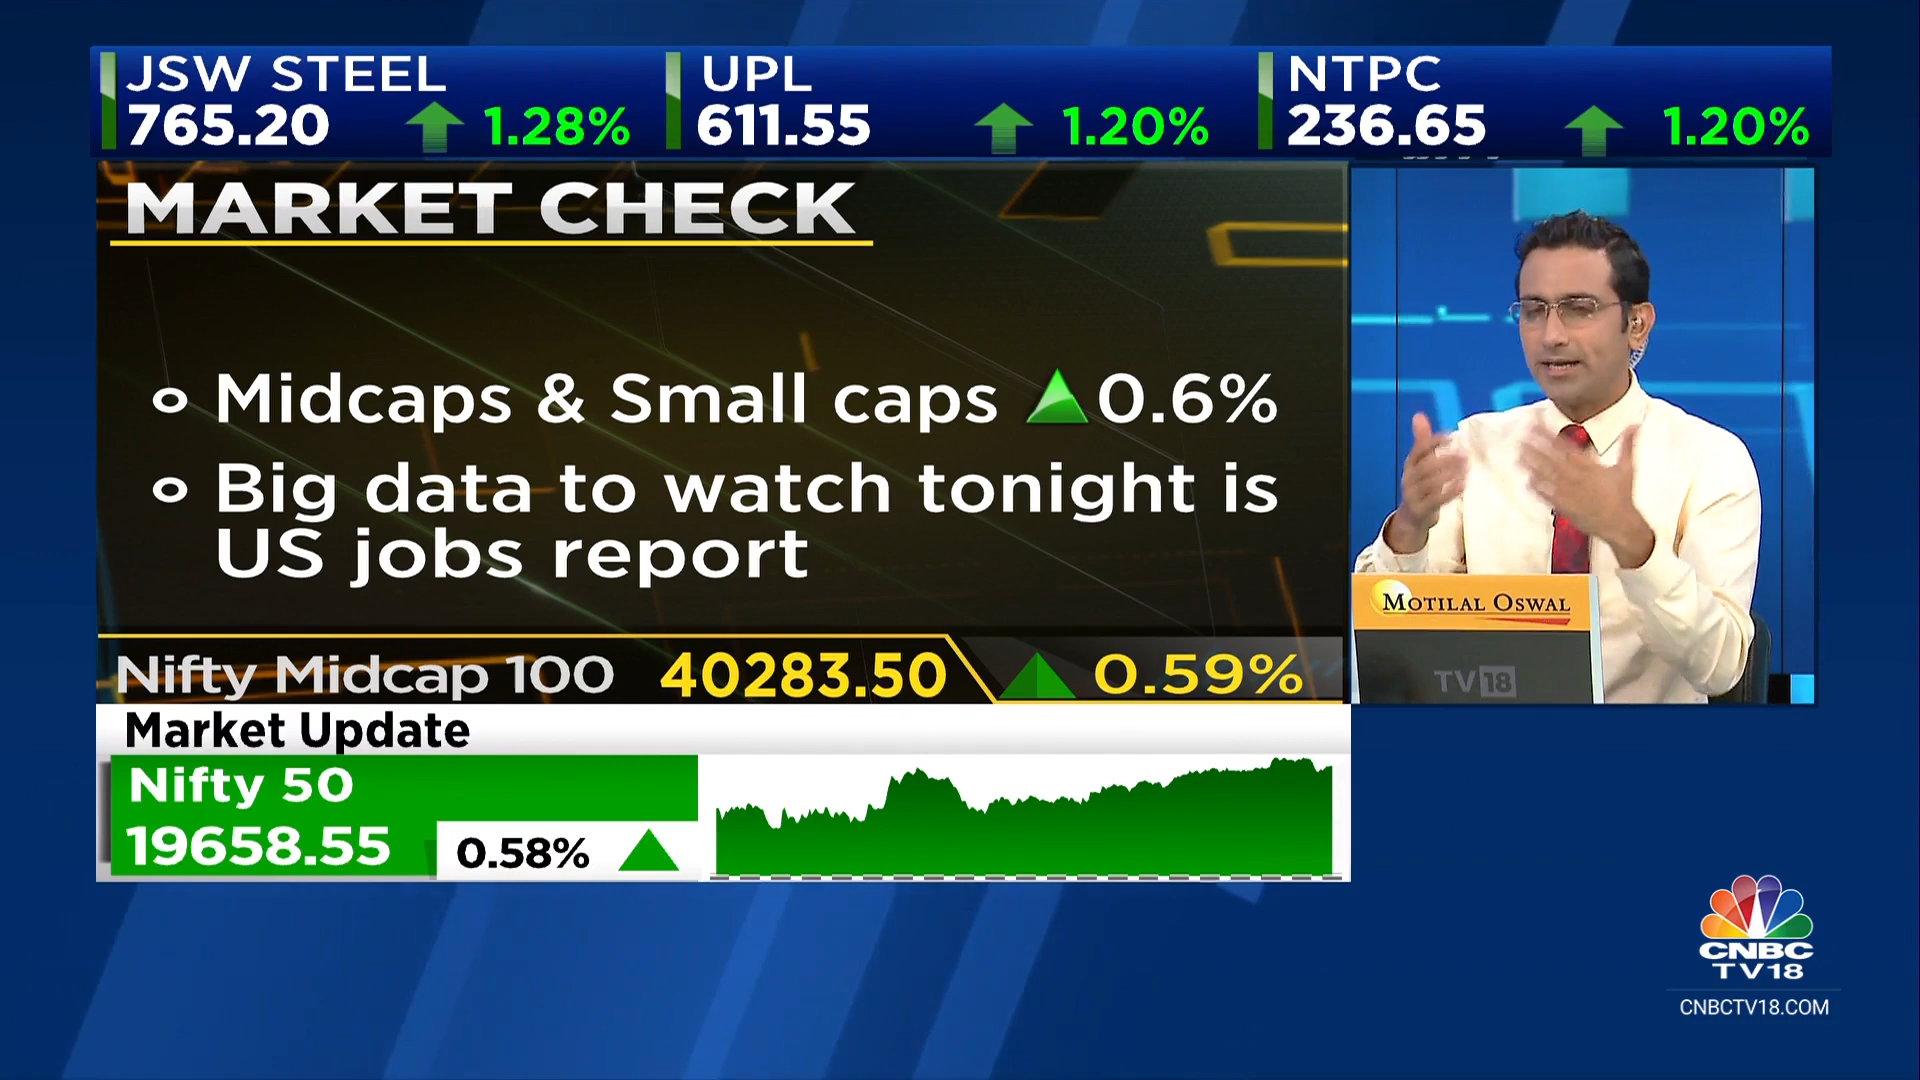 JSW STEEL
765.20 1.28%
UPL
611.55 1.20%
NTPC
236.65 1.20%
MARKET CHECK
Midcaps & Small caps 0.6%
Big data to watch tonight is
US jobs report
Nifty Midcap 100 40283.50 0.59%
MOTILAL OSWAL
TV18
Market Update
Nifty 50
19658.55 0.58%
CNBC
TV18
CNBCTV18.COM